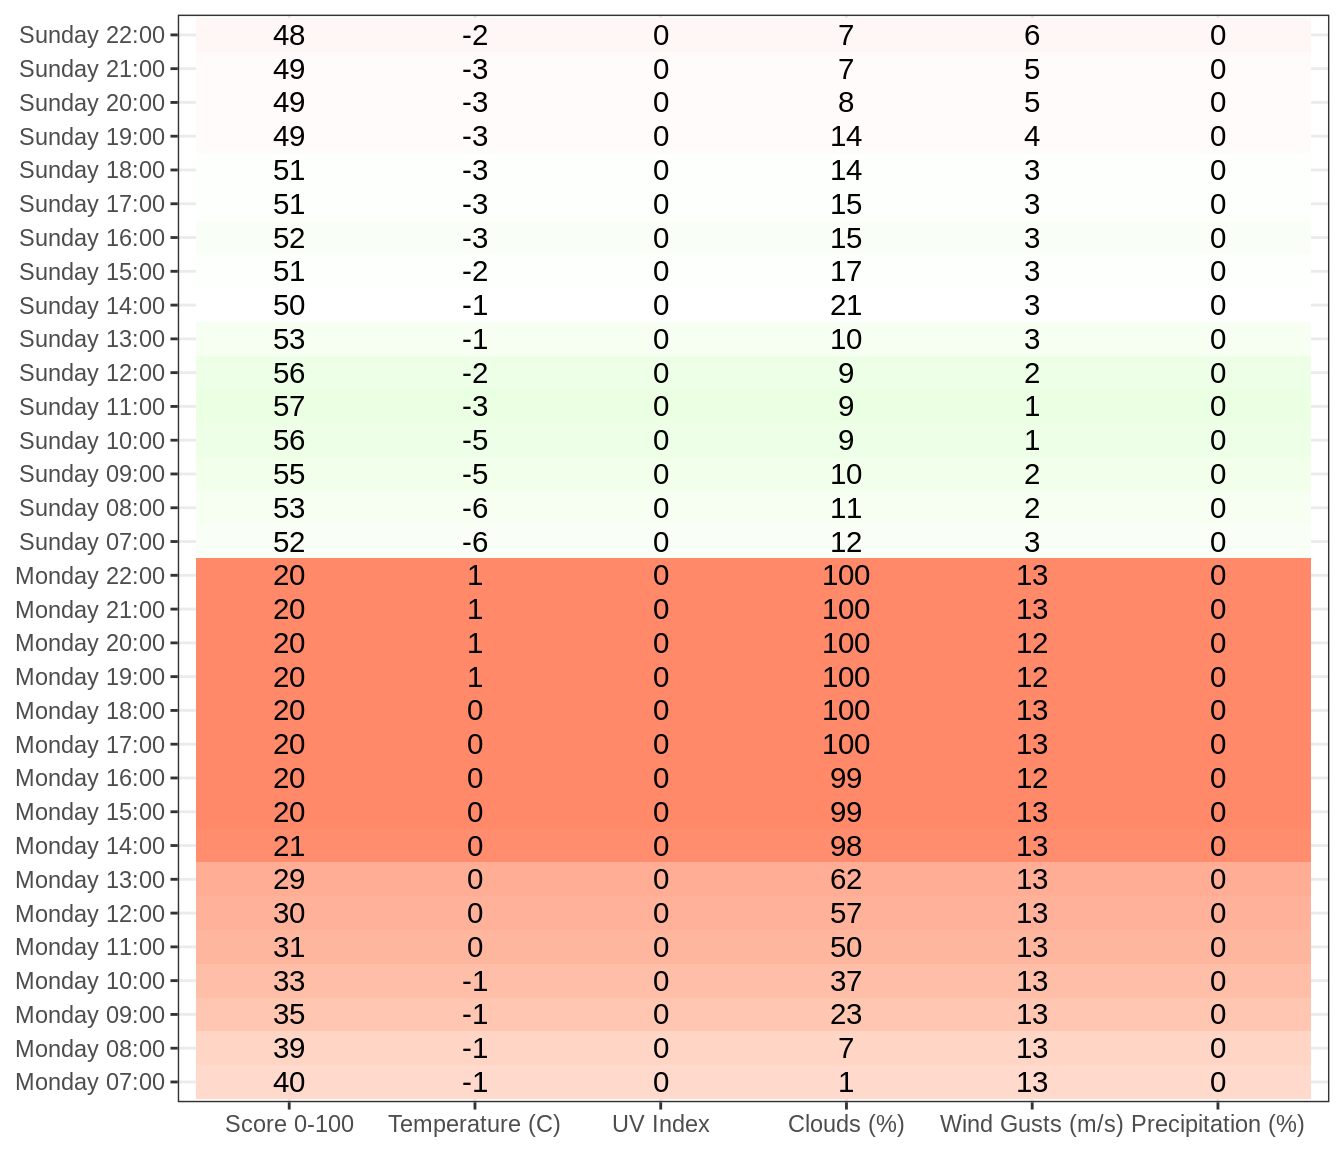 Sunday 22:00 48 -2 0 7 6 0
Sunday 21:00 49 -3 0 7 5 0
Sunday 20:00 49 -3 0 8 5 0
Sunday 19:00 49 -3 0 14 4 0
Sunday 18:00 51 -3 0 14 3 0
Sunday 17:00 51 -3 0 15 3 0
Sunday 16:00 52 -3 0 15 3 0
Sunday 15:00 51 -2 0 17 3 0
Sunday 14:00 50 -1 0 21 3 0
Sunday 13:00 53 -1 0 10 3 0
Sunday 12:00 56 -2 0 9 2 0
Sunday 11:00 57 -3 0 9 1 0
Sunday 10:00 56 -5 0 9 1 0
Sunday 09:00 55 -5 0 10 2 0
Sunday 08:00 53 -6 0 11 2 0
Sunday 07:00 52 -6 0 12 3 0
Monday 22:00 20 1 0 100 13 0
Monday 21:00 20 1 0 100 13 0
Monday 20:00 20 1 0 100 12 0
Monday 19:00 20 1 0 100 12 0
Monday 18:00 20 0 0 100 13 0
Monday 17:00 20 0 0 100 13 0
Monday 16:00 20 0 0 99 12 0
Monday 15:00 20 0 0 99 13 0
Monday 14:00 21 0 0 98 13 0
Monday 13:00 29 0 0 62 13 0
Monday 12:00 30 0 0 57 13 0
Monday 11:00 31 0 0 50 13 0
Monday 10:00 33 -1 0 37 13 0
Monday 09:00 35 -1 0 23 13 0
Monday 08:00 39 -1 0 7 13 0
Monday 07:00 40 -1 0 1 13 0
Score 0-100 Temperature (C) UV Index Clouds (%) Wind Gusts (m/s) Precipitation (%)